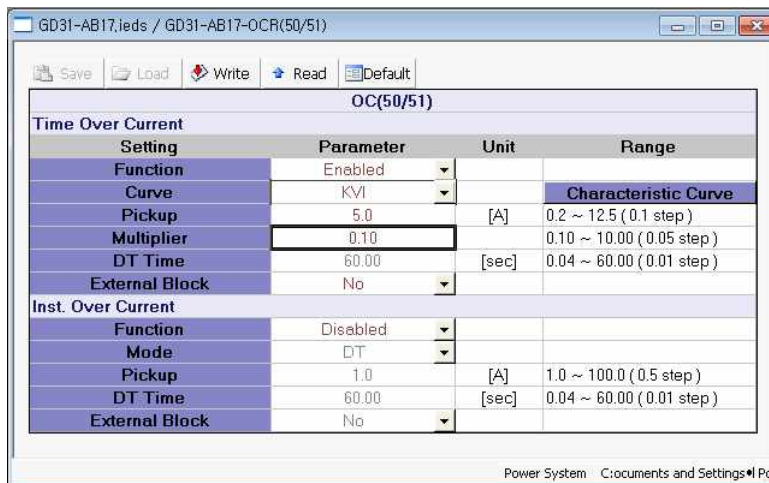 GD31-AB17.ieds / GD31-AB17-OCR(50/51)
Save Load Write Read Default
OC(50/51)
Time Over Current
Setting Parameter Unit Range
Function Enabled
Curve KVI Characteristic Curve
Pickup 5.0 [A] 0.2 ~ 12.5 ( 0.1 step )
Multiplier 0.10 0.10 ~ 10.00 ( 0.05 step )
DT Time 60.00 [sec] 0.04 ~ 60.00 ( 0.01 step )
External Block No
Inst. Over Current
Function Disabled
Mode DT
Pickup 1.0 [A] 1.0 ~ 100.0 ( 0.5 step )
DT Time 60.00 [sec] 0.04 ~ 60.00 ( 0.01 step )
External Block No
Power System C:ocuments and Settings